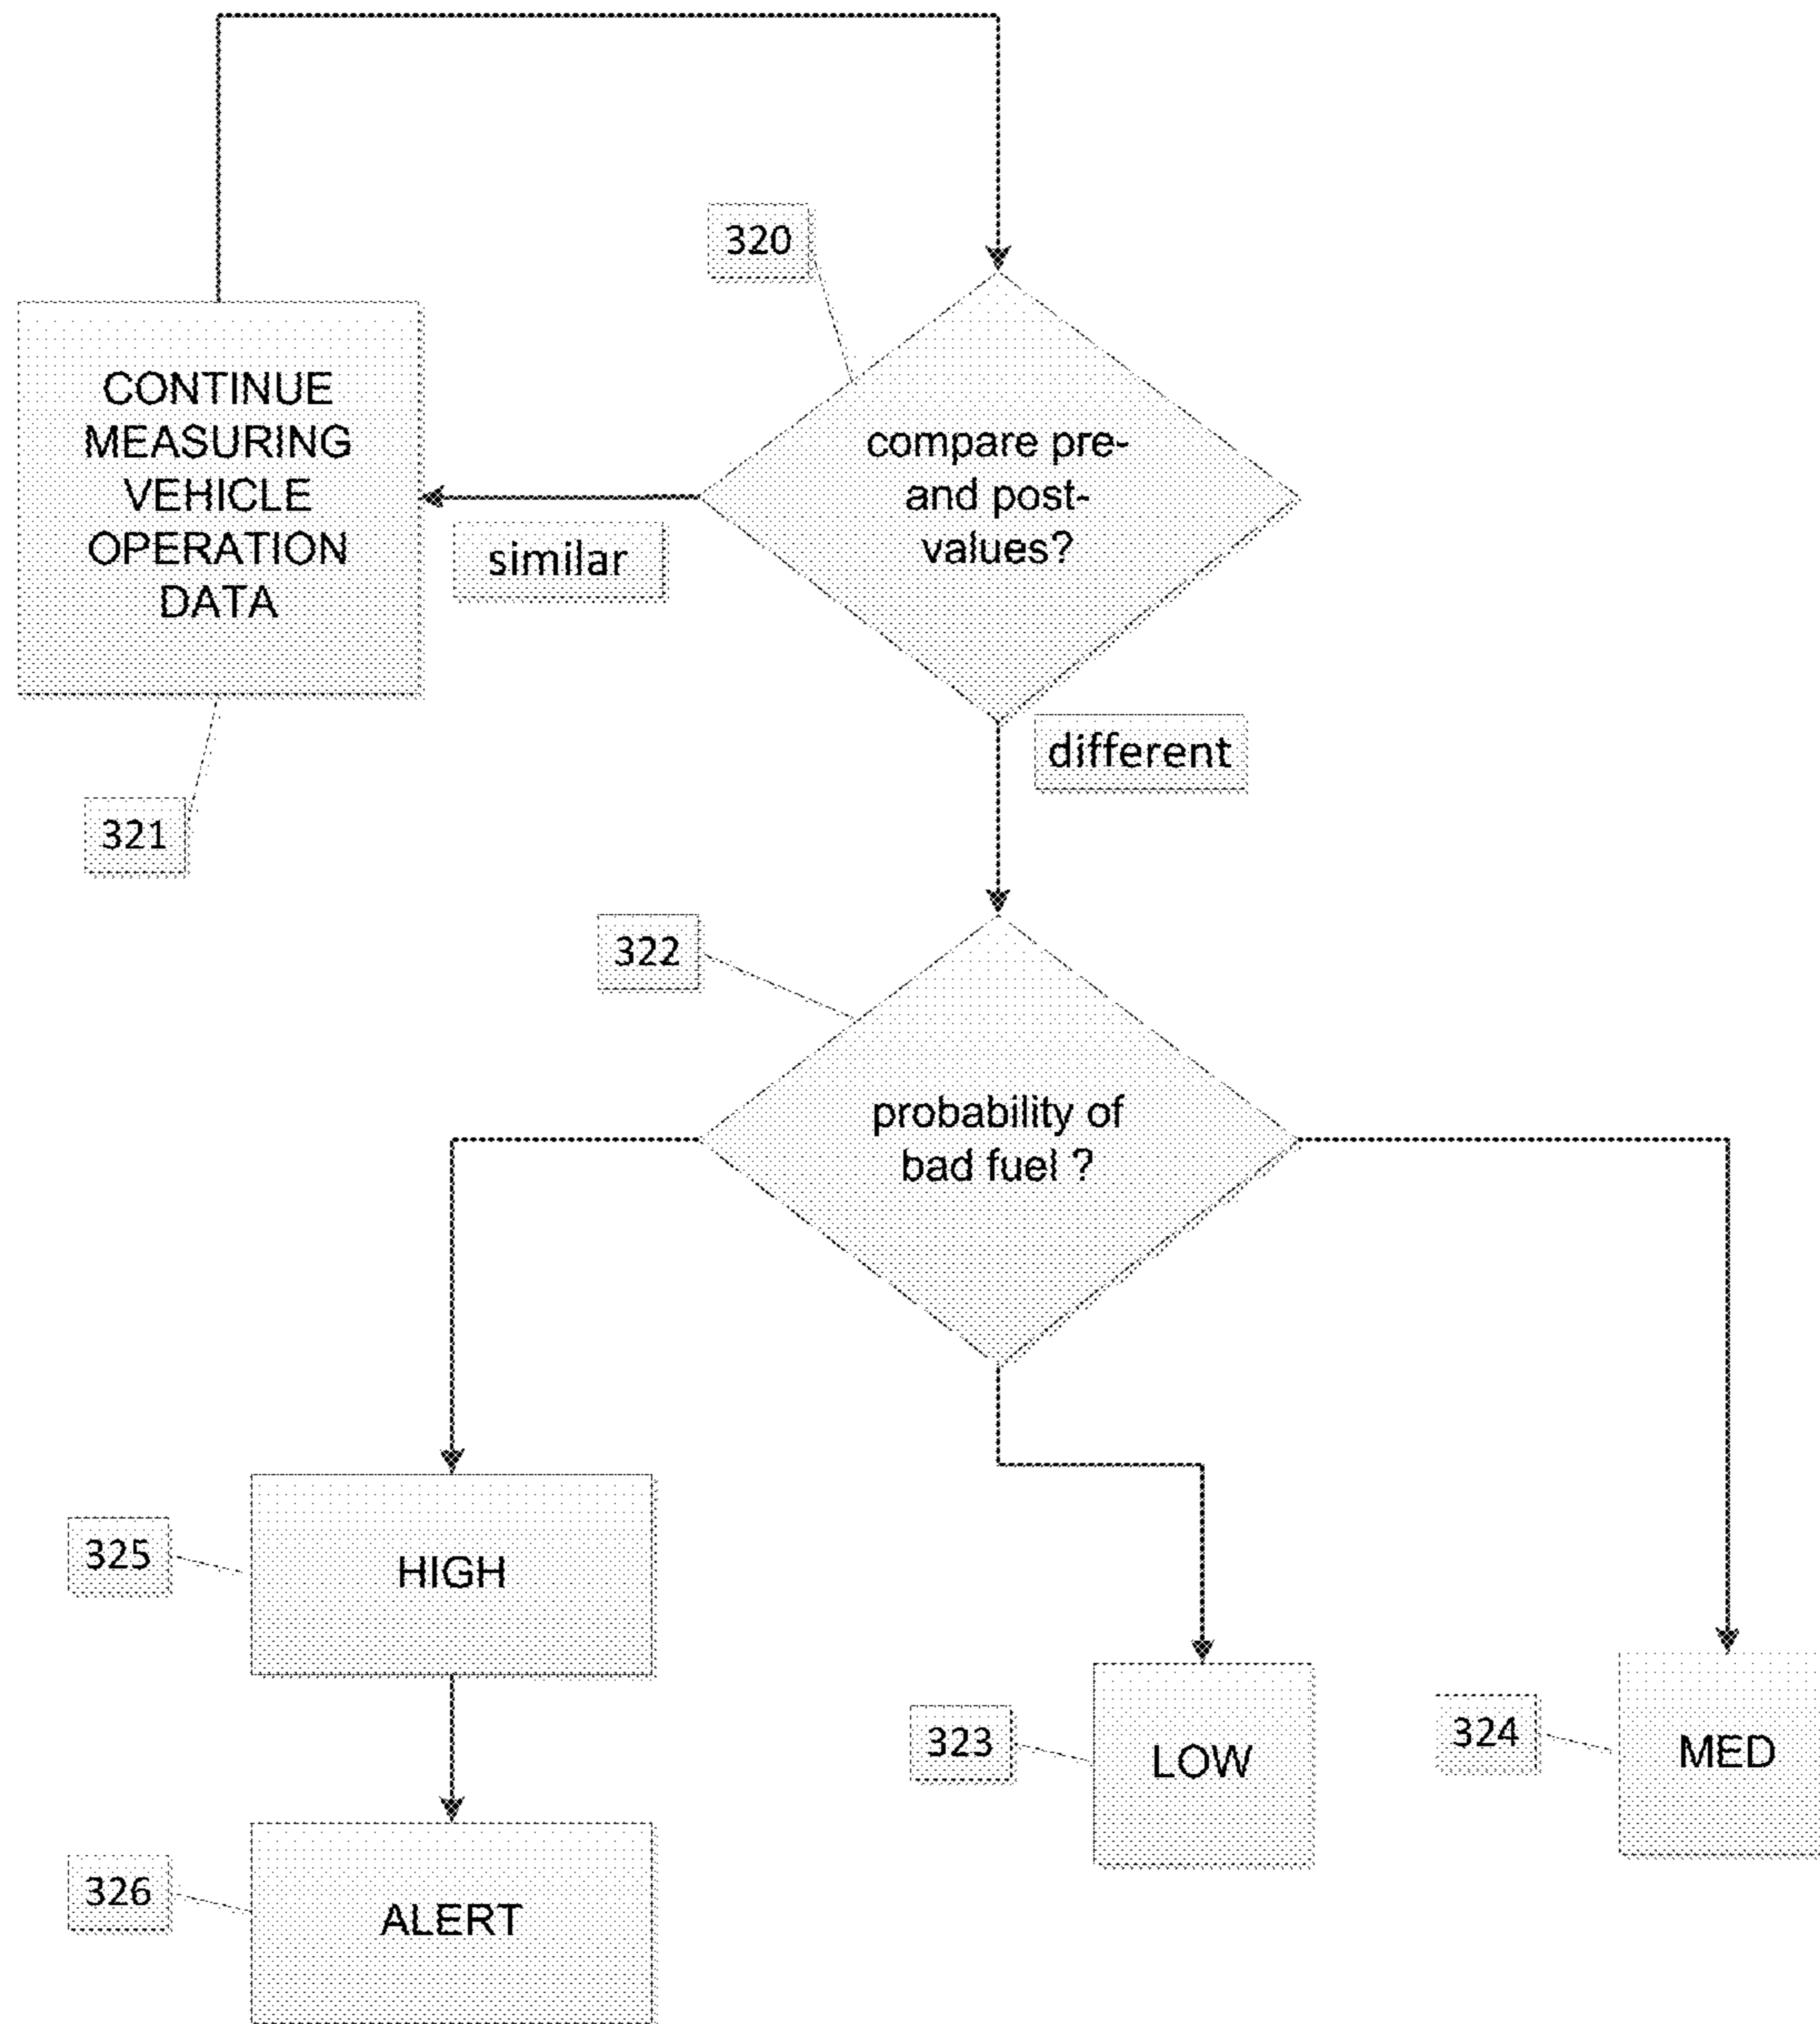 320
CONTINUE
MEASURING
VEHICLE
OPERATION
DATA
compare pre-
and post-
values?
similar
different
321
322
probability of
bad fuel ?
325
HIGH
323
LOW
324
MED
326
ALERT